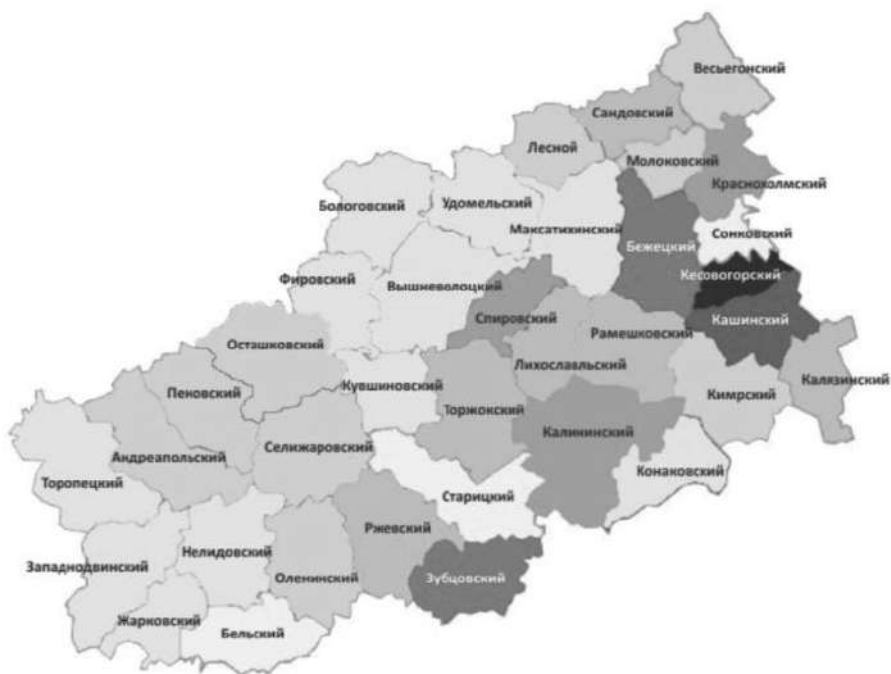 Весьегонский
Сандовский
Лесной
Молоковский
Краснохолмский
Бологовский
Удомельский
Максатихинский
Сонковский
Бежецкий
Кесовогорский
Фировский
Вышневолоцкий
Спировский
Кашинский
Рамешковский
Осташковский
Лихославльский
Кувшиновский
Пеновский
Кимрский
Калязинский
Торжокский
Калининский
Андреапольский
Селижаровский
Конаковский
Торопецкий
Старицкий
Ржевский
Нелидовский
Западнодвинский
Оленинский
Зубцовский
Жарковский
Бельский